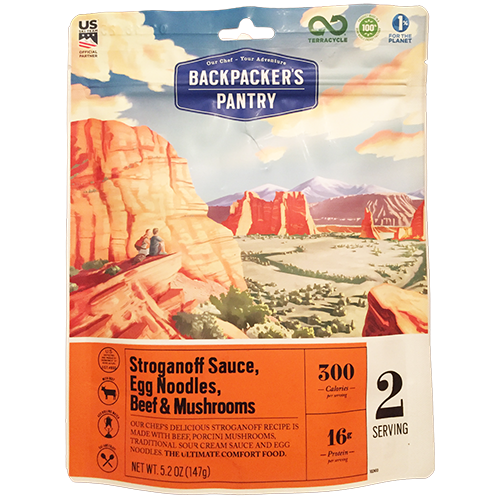 US
SKI TEAM
OFFICIAL
PARTNER
TERRACYCLE
100%
1%
FOR THE
PLANET
Our Chef - Your Adventure
BACKPACKER'S
PANTRY
Stroganoff Sauce,
Egg Noodles,
Beef & Mushrooms
OUR CHEF'S DELICIOUS STROGANOFF RECIPE IS
MADE WITH BEEF, PORCINI MUSHROOMS,
TRADITIONAL SOUR CREAM SAUCE AND EGG
NOODLES. THE ULTIMATE COMFORT FOOD.
NET WT. 5.2 OZ (147g)
300
Calories
per serving
16g
Protein
per serving
2
SERVING